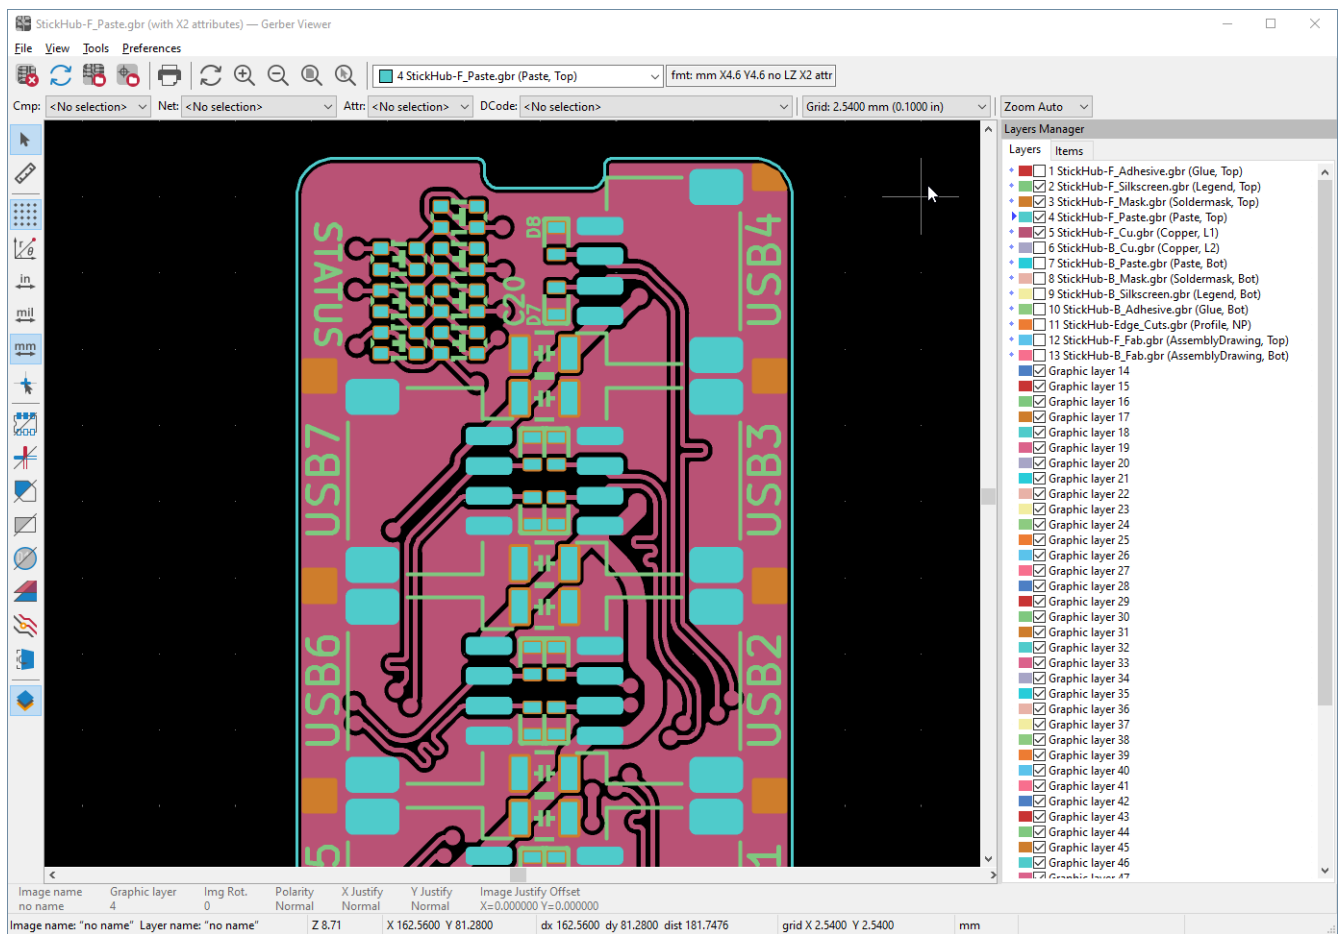 StickHub-F_Paste.gbr (with X2 attributes) — Gerber Viewer
File View Tools Preferences
4 StickHub-F_Paste.gbr (Paste, Top) fmt: mm X4.6 Y4.6 no LZ X2 attr
Cmp: <No selection> Net: <No selection> Attr: <No selection> DCode: <No selection> Grid: 2.5400 mm (0.1000 in) Zoom Auto
Layers Manager
Layers Items
in
mil
mm
1 StickHub-F_Adhesive.gbr (Glue, Top)
2 StickHub-F_Silkscreen.gbr (Legend, Top)
3 StickHub-F_Mask.gbr (Soldermask, Top)
4 StickHub-F_Paste.gbr (Paste, Top)
5 StickHub-F_Cu.gbr (Copper, L1)
6 StickHub-B_Cu.gbr (Copper, L2)
7 StickHub-B_Paste.gbr (Paste, Bot)
8 StickHub-B_Mask.gbr (Soldermask, Bot)
9 StickHub-B_Silkscreen.gbr (Legend, Bot)
10 StickHub-B_Adhesive.gbr (Glue, Bot)
11 StickHub-Edge_Cuts.gbr (Profile, NP)
12 StickHub-F_Fab.gbr (AssemblyDrawing, Top)
13 StickHub-B_Fab.gbr (AssemblyDrawing, Bot)
Graphic layer 14
Graphic layer 15
Graphic layer 16
Graphic layer 17
Graphic layer 18
Graphic layer 19
Graphic layer 20
Graphic layer 21
Graphic layer 22
Graphic layer 23
Graphic layer 24
Graphic layer 25
Graphic layer 26
Graphic layer 27
Graphic layer 28
Graphic layer 29
Graphic layer 30
Graphic layer 31
Graphic layer 32
Graphic layer 33
Graphic layer 34
Graphic layer 35
Graphic layer 36
Graphic layer 37
Graphic layer 38
Graphic layer 39
Graphic layer 40
Graphic layer 41
Graphic layer 42
Graphic layer 43
Graphic layer 44
Graphic layer 45
Graphic layer 46
Graphic layer 47
STATUS
D8
C20
D7
USB4
USB7
USB3
USB6
USB2
5
1
Image name Graphic layer Img Rot. Polarity X Justify Y Justify Image Justify Offset
no name 4 0 Normal Normal Normal X=0.000000 Y=0.000000
Image name: "no name" Layer name: "no name" Z 8.71 X 162.5600 Y 81.2800 dx 162.5600 dy 81.2800 dist 181.7476 grid X 2.5400 Y 2.5400 mm